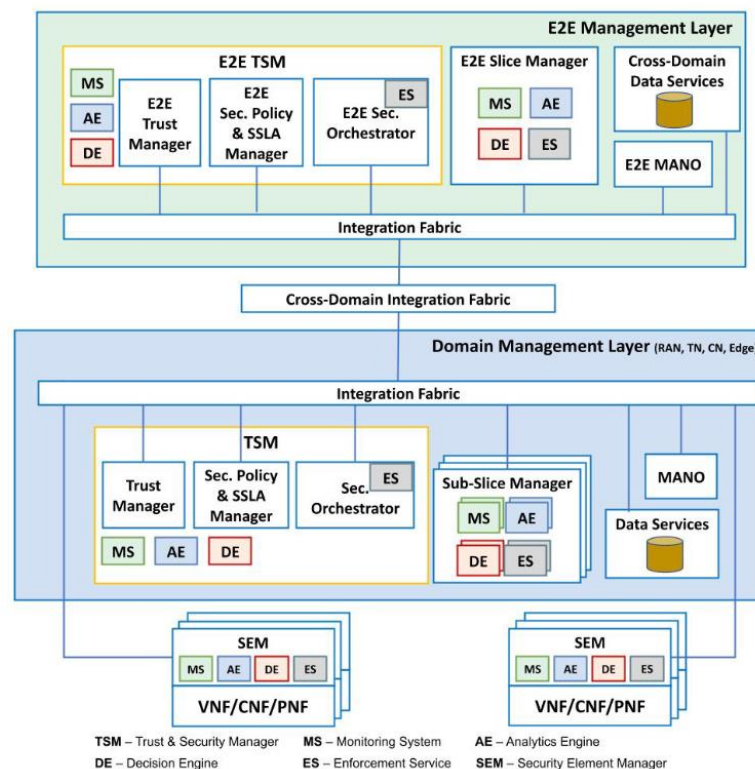 E2E Management Layer
E2E TSM
MS
AE
DE
E2E
Trust
Manager
E2E
Sec. Policy
& SSLA
Manager
ES
E2E Sec.
Orchestrator
E2E Slice Manager
MS
AE
DE
ES
Cross-Domain
Data Services
E2E MANO
Integration Fabric
Cross-Domain Integration Fabric
Domain Management Layer (RAN, TN, CN, Edge)
Integration Fabric
TSM
Trust
Manager
Sec. Policy
& SSLA
Manager
ES
Sec.
Orchestrator
MS
AE
DE
Sub-Slice Manager
MS
AE
DE
ES
MANO
Data Services
SEM
MS
AE
DE
ES
VNF/CNF/PNF
SEM
MS
AE
DE
ES
VNF/CNF/PNF
TSM – Trust & Security Manager
MS – Monitoring System
AE – Analytics Engine
DE – Decision Engine
ES – Enforcement Service
SEM – Security Element Manager